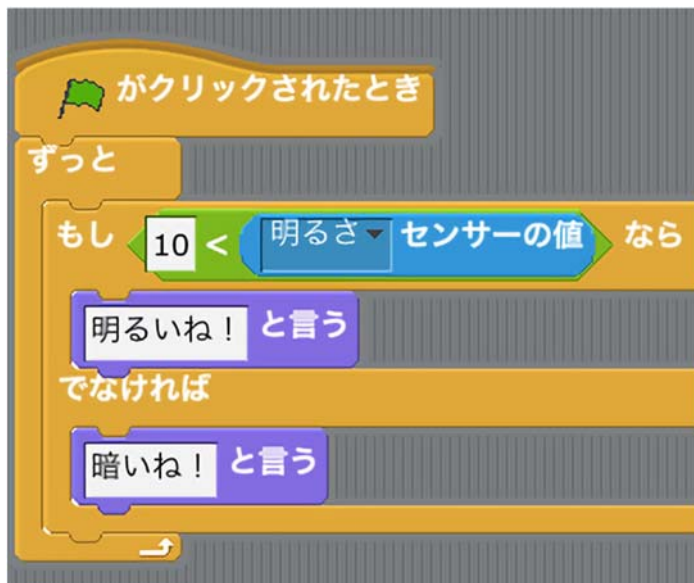 がクリックされたとき
ずっと
もし 10 < 明るさ センサーの値 なら
明るいね！ と言う
でなければ
暗いね！ と言う